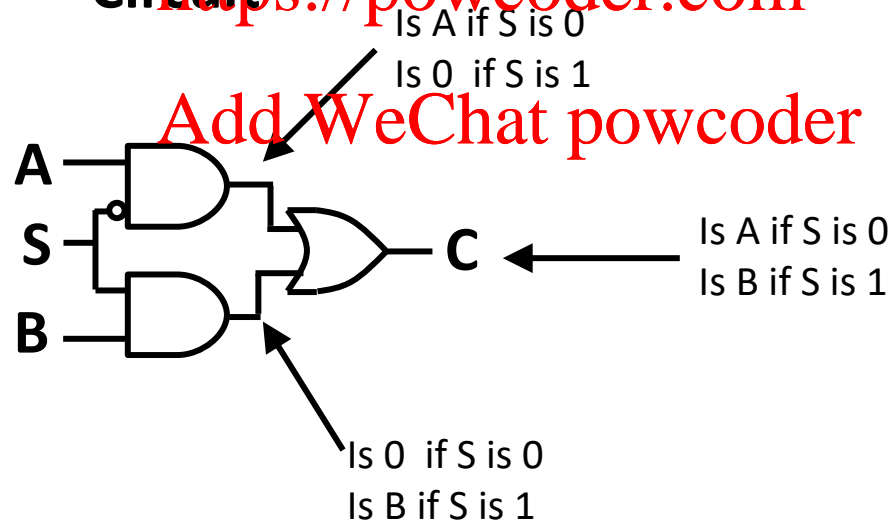 Circuit
https://powcoder.com
Is A if S is 0
Is 0 if S is 1
Add WeChat powcoder
A
S
B
C
Is A if S is 0
Is B if S is 1
Is 0 if S is 0
Is B if S is 1